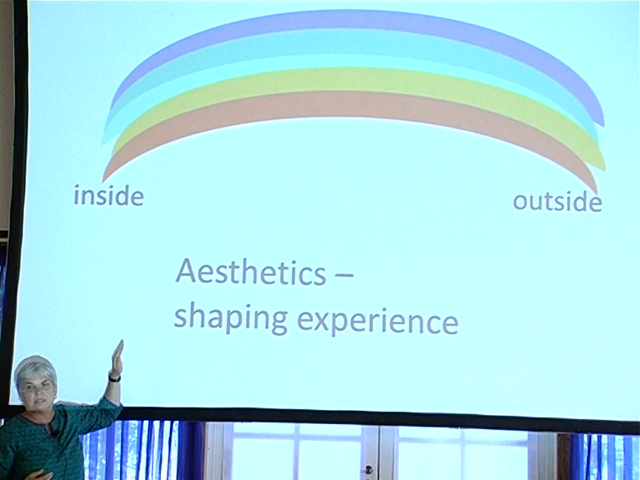 inside
outside
Aesthetics –
shaping experience